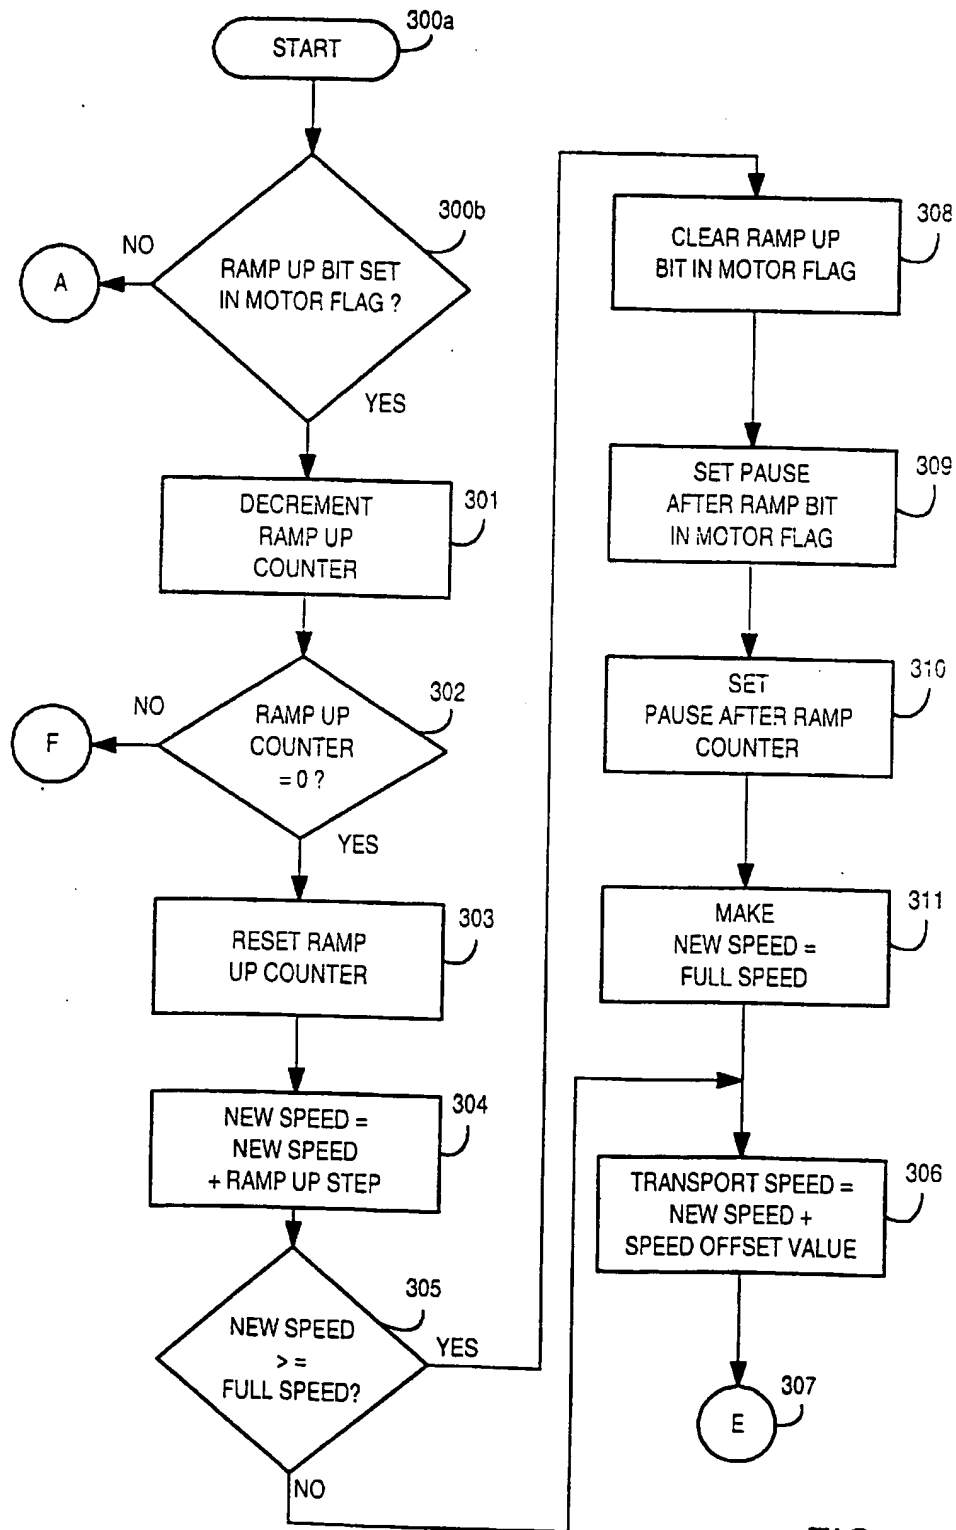 START
300a
300b
NO
A
RAMP UP BIT SET
IN MOTOR FLAG ?
YES
DECREMENT
RAMP UP
COUNTER
301
302
NO
F
RAMP UP
COUNTER
= 0 ?
YES
RESET RAMP
UP COUNTER
303
NEW SPEED =
NEW SPEED
+ RAMP UP STEP
304
305
NEW SPEED
> =
FULL SPEED?
YES
NO
CLEAR RAMP UP
BIT IN MOTOR FLAG
308
SET PAUSE
AFTER RAMP BIT
IN MOTOR FLAG
309
SET
PAUSE AFTER RAMP
COUNTER
310
MAKE
NEW SPEED =
FULL SPEED
311
TRANSPORT SPEED =
NEW SPEED +
SPEED OFFSET VALUE
306
E
307